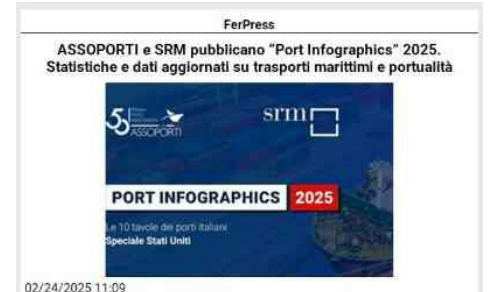 FerPress
ASSOPORTI e SRM pubblicano “Port Infographics” 2025.
Statistiche e dati aggiornati su trasporti marittimi e portualità
ASSOPORTI
srm
PORT INFOGRAPHICS 2025
Le 10 tavole dei porti italiani
Speciale Stati Uniti
02/24/2025 11:09